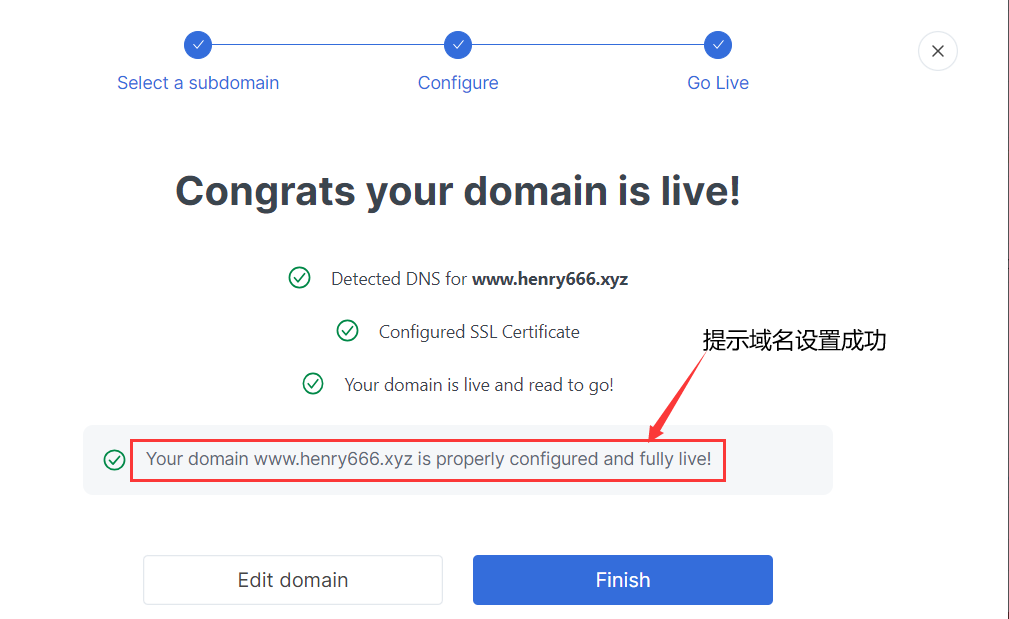 Select a subdomain
Configure
Go Live
Congrats your domain is live!
Detected DNS for www.henry666.xyz
Configured SSL Certificate
提示域名设置成功
Your domain is live and read to go!
Your domain www.henry666.xyz is properly configured and fully live!
Edit domain
Finish